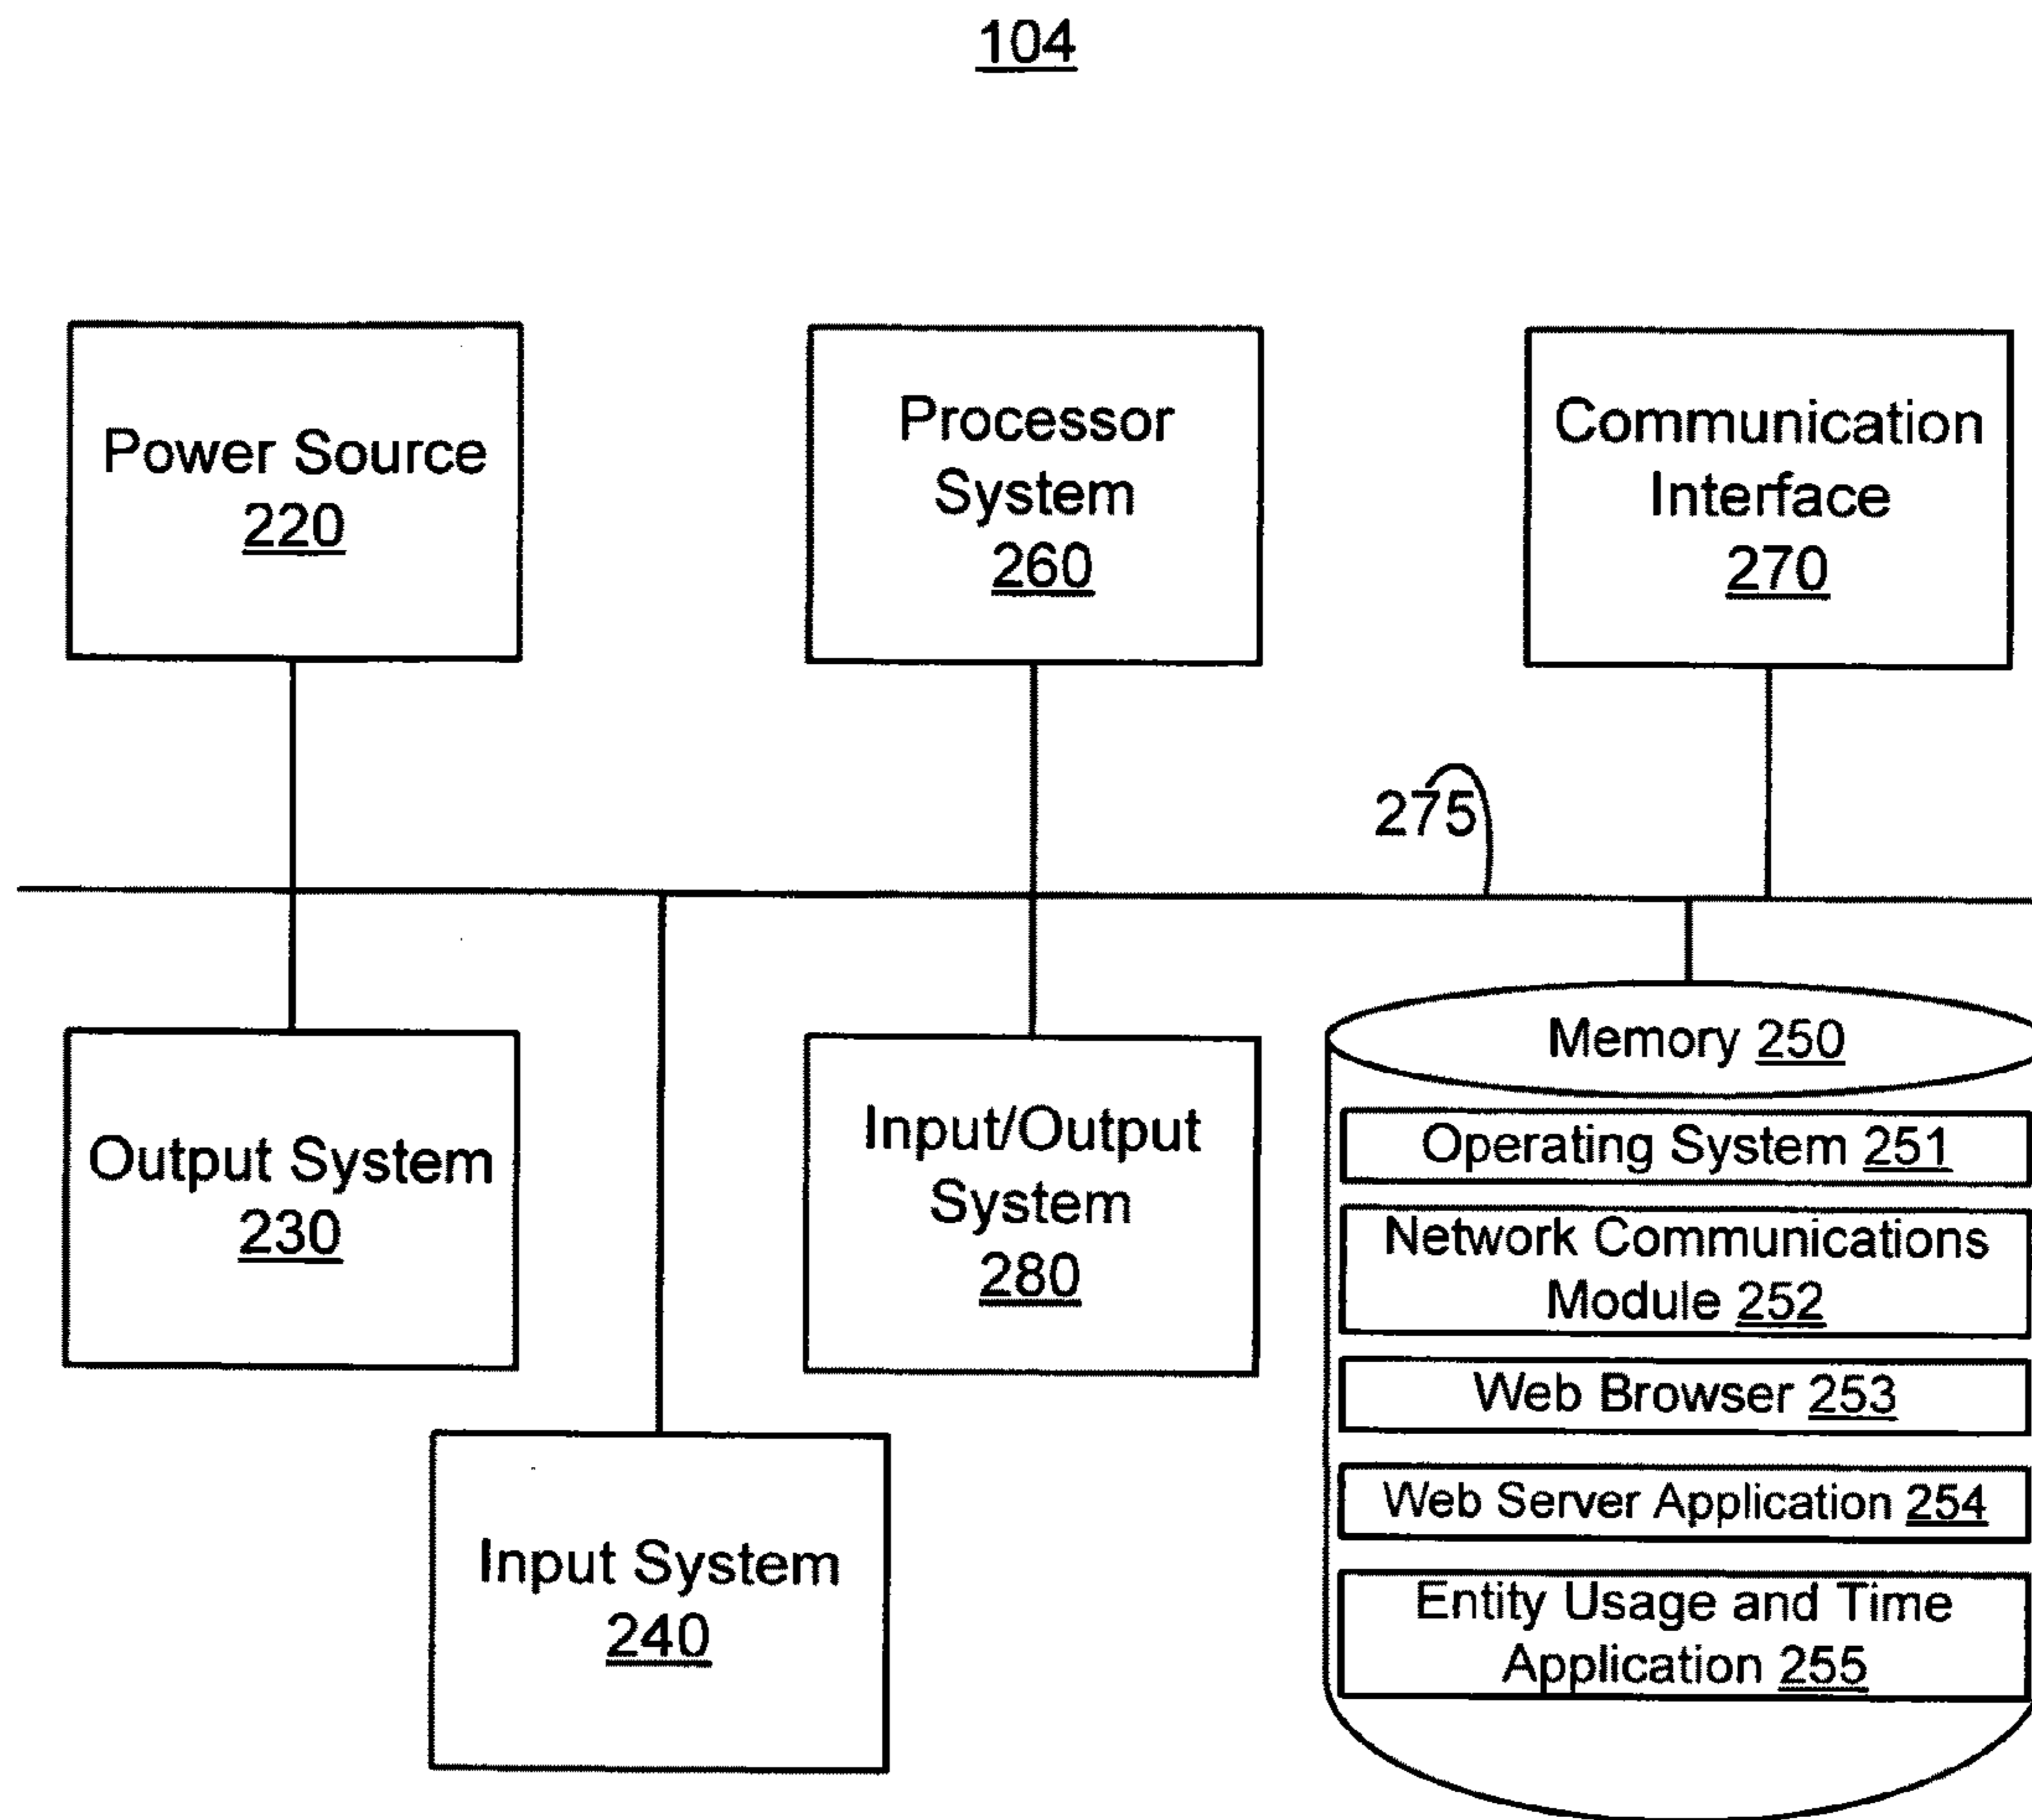 104
Power Source
220
Processor
System
260
Communication
Interface
270
275
Output System
230
Input/Output
System
280
Input System
240
Memory 250
Operating System 251
Network Communications
Module 252
Web Browser 253
Web Server Application 254
Entity Usage and Time
Application 255